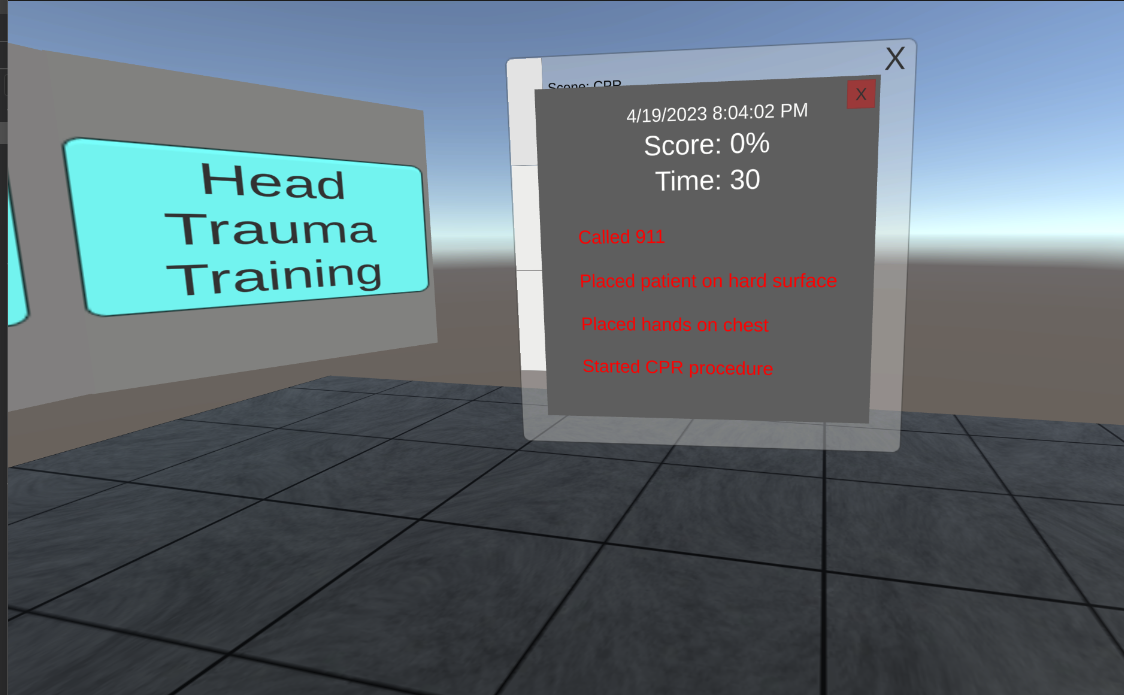 Head
Trauma
Training
X
Scene: CPR
X
4/19/2023 8:04:02 PM
Score: 0%
Time: 30
Called 911
Placed patient on hard surface
Placed hands on chest
Started CPR procedure